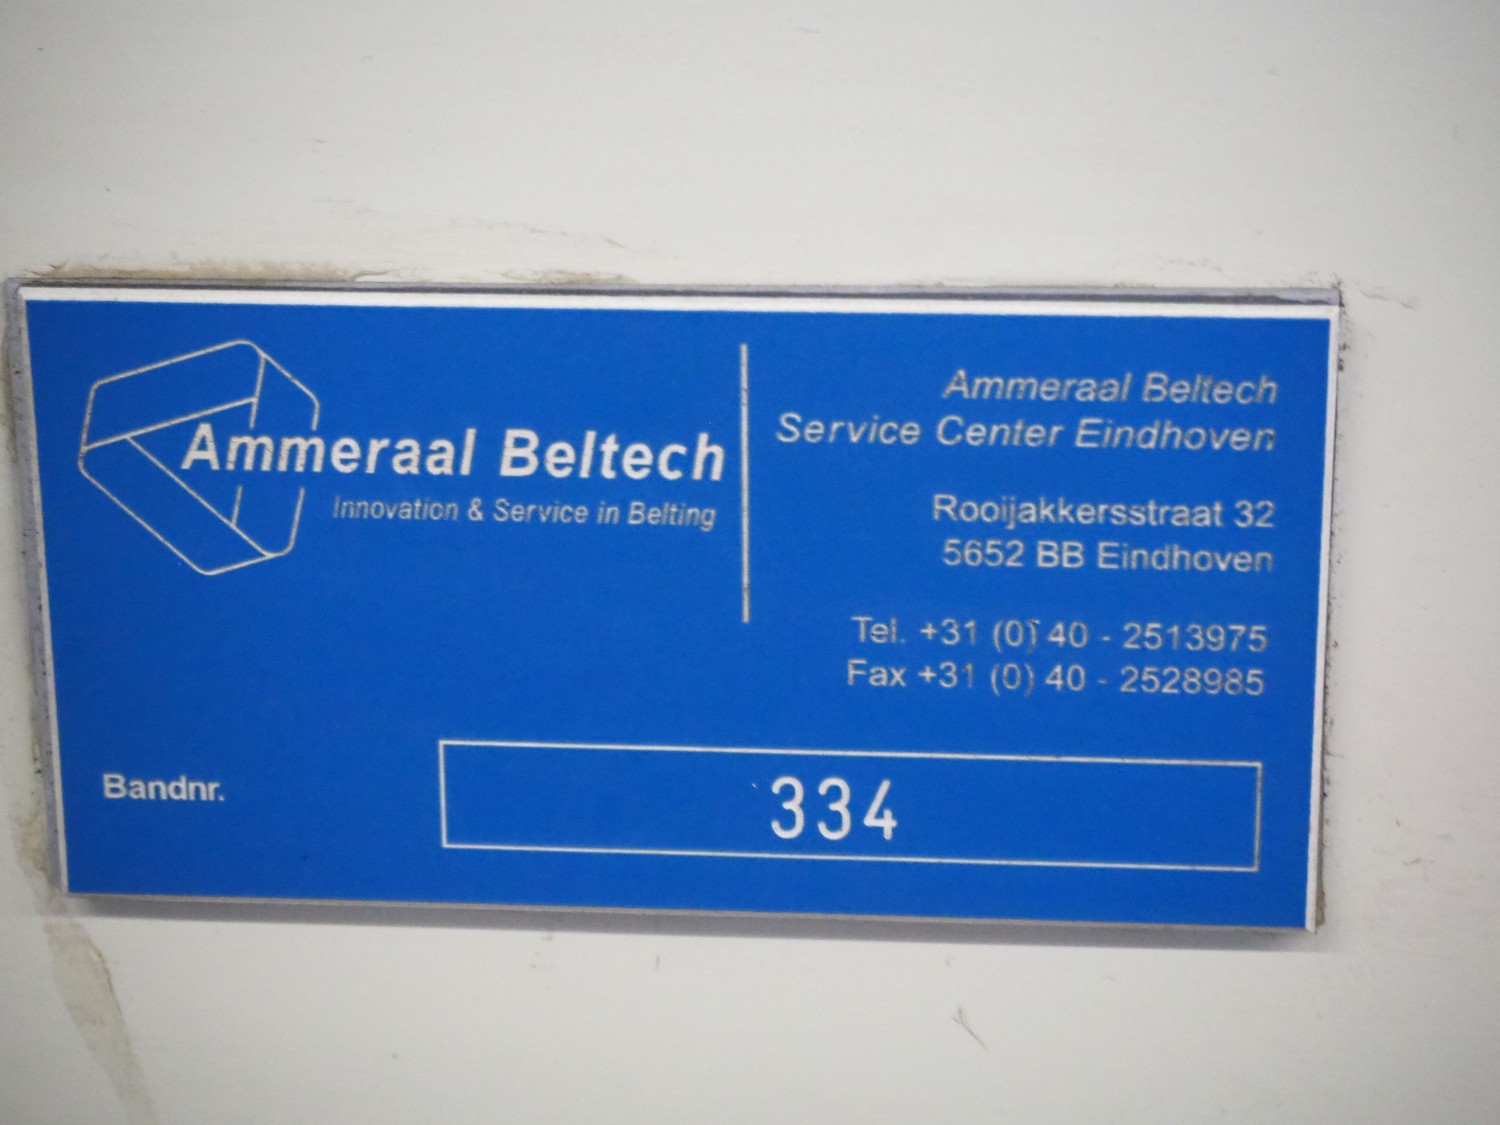 Ammeraal Beltech
Innovation & Service in Belting
Ammeraal Beltech
Service Center Eindhoven
Rooijakkersstraat 32
5652 BB Eindhoven
Tel. +31 (0) 40 - 2513975
Fax +31 (0) 40 - 2528985
Bandnr.
334